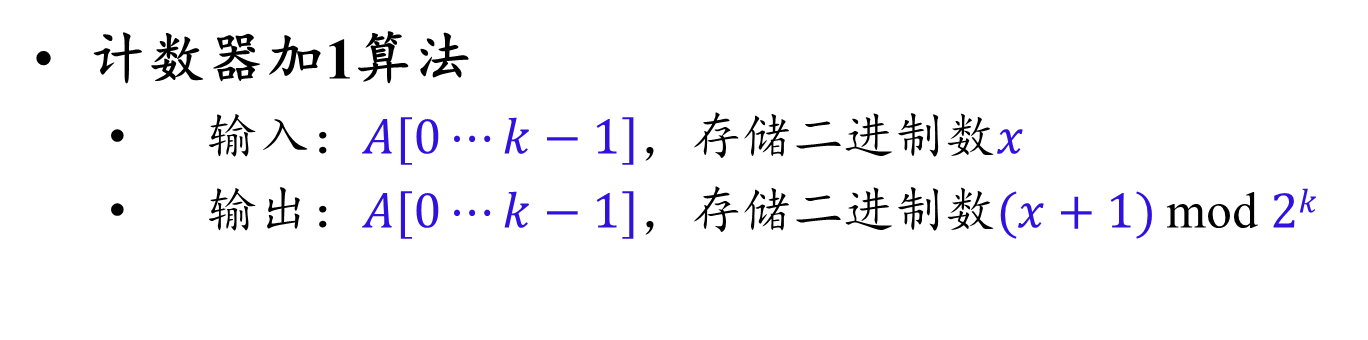 • 计数器加1算法
• 输入：A[0 ⋯ k − 1]，存储二进制数x
• 输出：A[0 ⋯ k − 1]，存储二进制数(x + 1) mod 2ᵏ